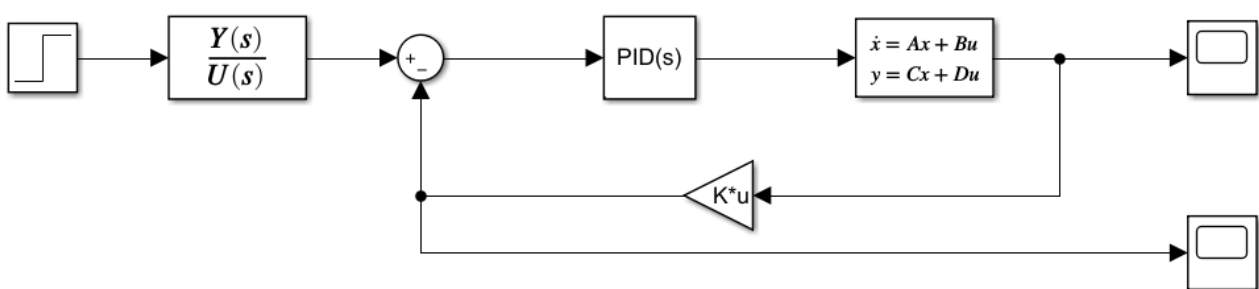 Y(s)
U(s)
+
−
PID(s)
ẋ = Ax + Bu
y = Cx + Du
K*u